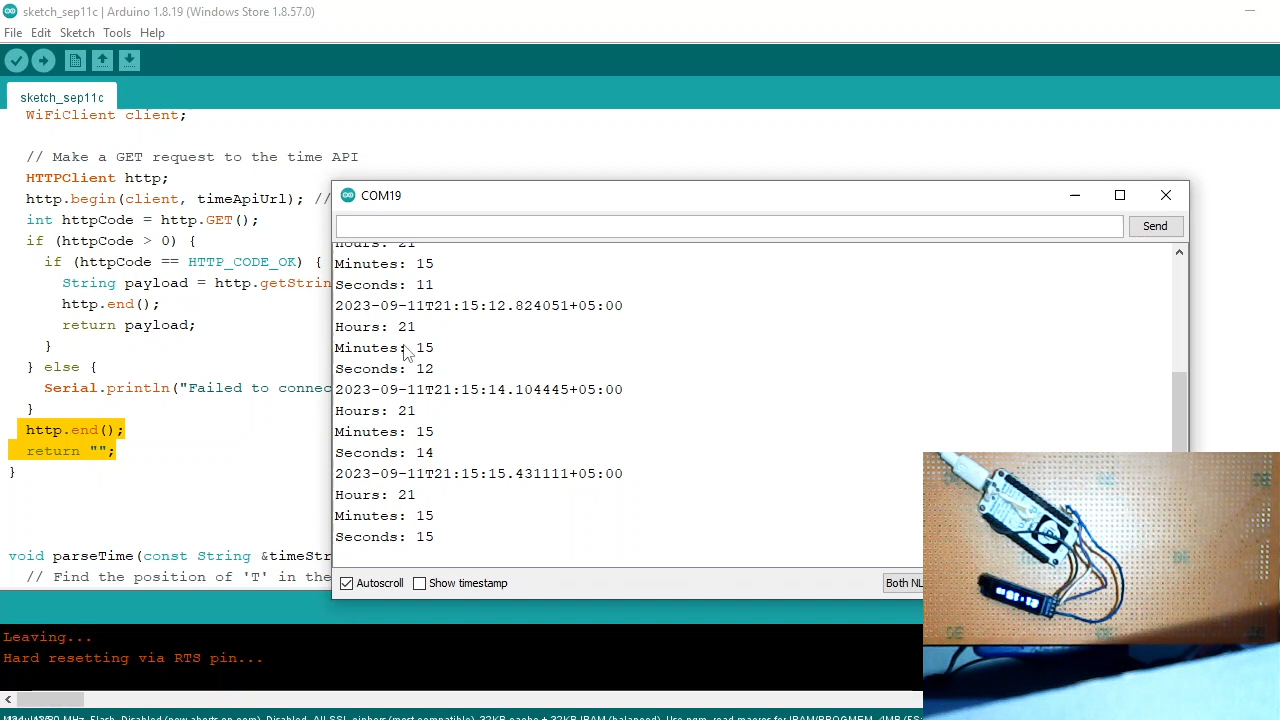 sketch_sep11c | Arduino 1.8.19 (Windows Store 1.8.57.0)
File Edit Sketch Tools Help
sketch_sep11c
WiFiClient client;
// Make a GET request to the time API
HTTPClient http;
http.begin(client, timeApiUrl); //
int httpCode = http.GET();
if (httpCode > 0) {
if (httpCode == HTTP_CODE_OK) {
String payload = http.getStrin
http.end();
return payload;
}
} else {
Serial.println("Failed to connec
}
http.end();
return "";
}
void parseTime(const String &timeStr
// Find the position of 'T' in the
COM19
Send
Hours: 21
Minutes: 15
Seconds: 11
2023-09-11T21:15:12.824051+05:00
Hours: 21
Minutes: 15
Seconds: 12
2023-09-11T21:15:14.104445+05:00
Hours: 21
Minutes: 15
Seconds: 14
2023-09-11T21:15:15.431111+05:00
Hours: 21
Minutes: 15
Seconds: 15
Autoscroll Show timestamp
Both NL
Leaving...
Hard resetting via RTS pin...